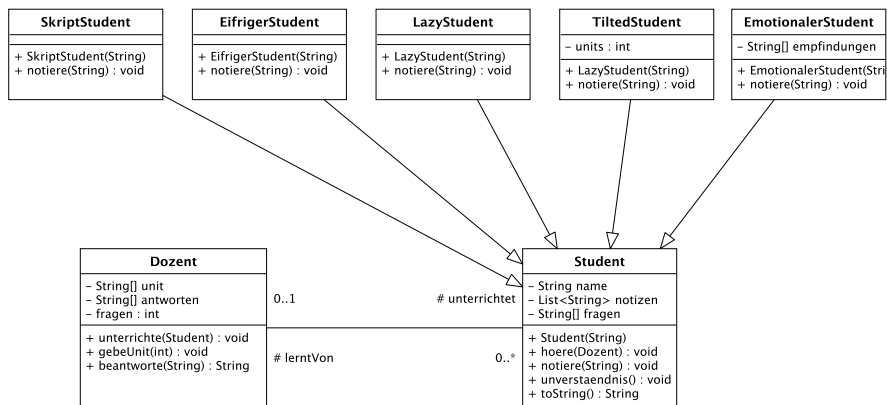 SkriptStudent
+ SkriptStudent(String)
+ notiere(String) : void
EifrigerStudent
+ EifrigerStudent(String)
+ notiere(String) : void
LazyStudent
+ LazyStudent(String)
+ notiere(String) : void
TiltedStudent
– units : int
+ LazyStudent(String)
+ notiere(String) : void
EmotionalerStudent
– String[] empfindungen
+ EmotionalerStudent(Stri
+ notiere(String) : void
Dozent
– String[] unit
– String[] antworten
– fragen : int
+ unterrichte(Student) : void
+ gebeUnit(int) : void
+ beantworte(String) : String
0..1
# unterrichtet
# lerntVon
0..*
Student
– String name
– List<String> notizen
– String[] fragen
+ Student(String)
+ hoere(Dozent) : void
+ notiere(String) : void
+ unverstaendnis() : void
+ toString() : String